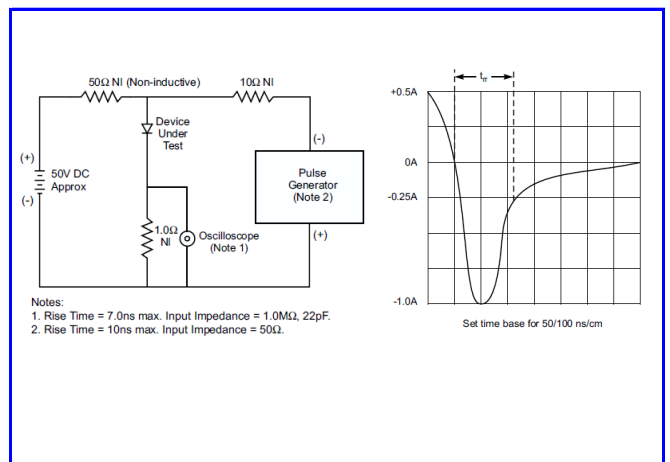 50Ω NI (Non-inductive)
10Ω NI
Device
Under
Test
(+)
50V DC
Approx
(-)
(-)
Pulse
Generator
(Note 2)
(+)
1.0Ω
NI
Oscilloscope
(Note 1)
Notes:
1. Rise Time = 7.0ns max. Input Impedance = 1.0MΩ, 22pF.
2. Rise Time = 10ns max. Input Impedance = 50Ω.
trr
+0.5A
0A
-0.25A
-1.0A
Set time base for 50/100 ns/cm